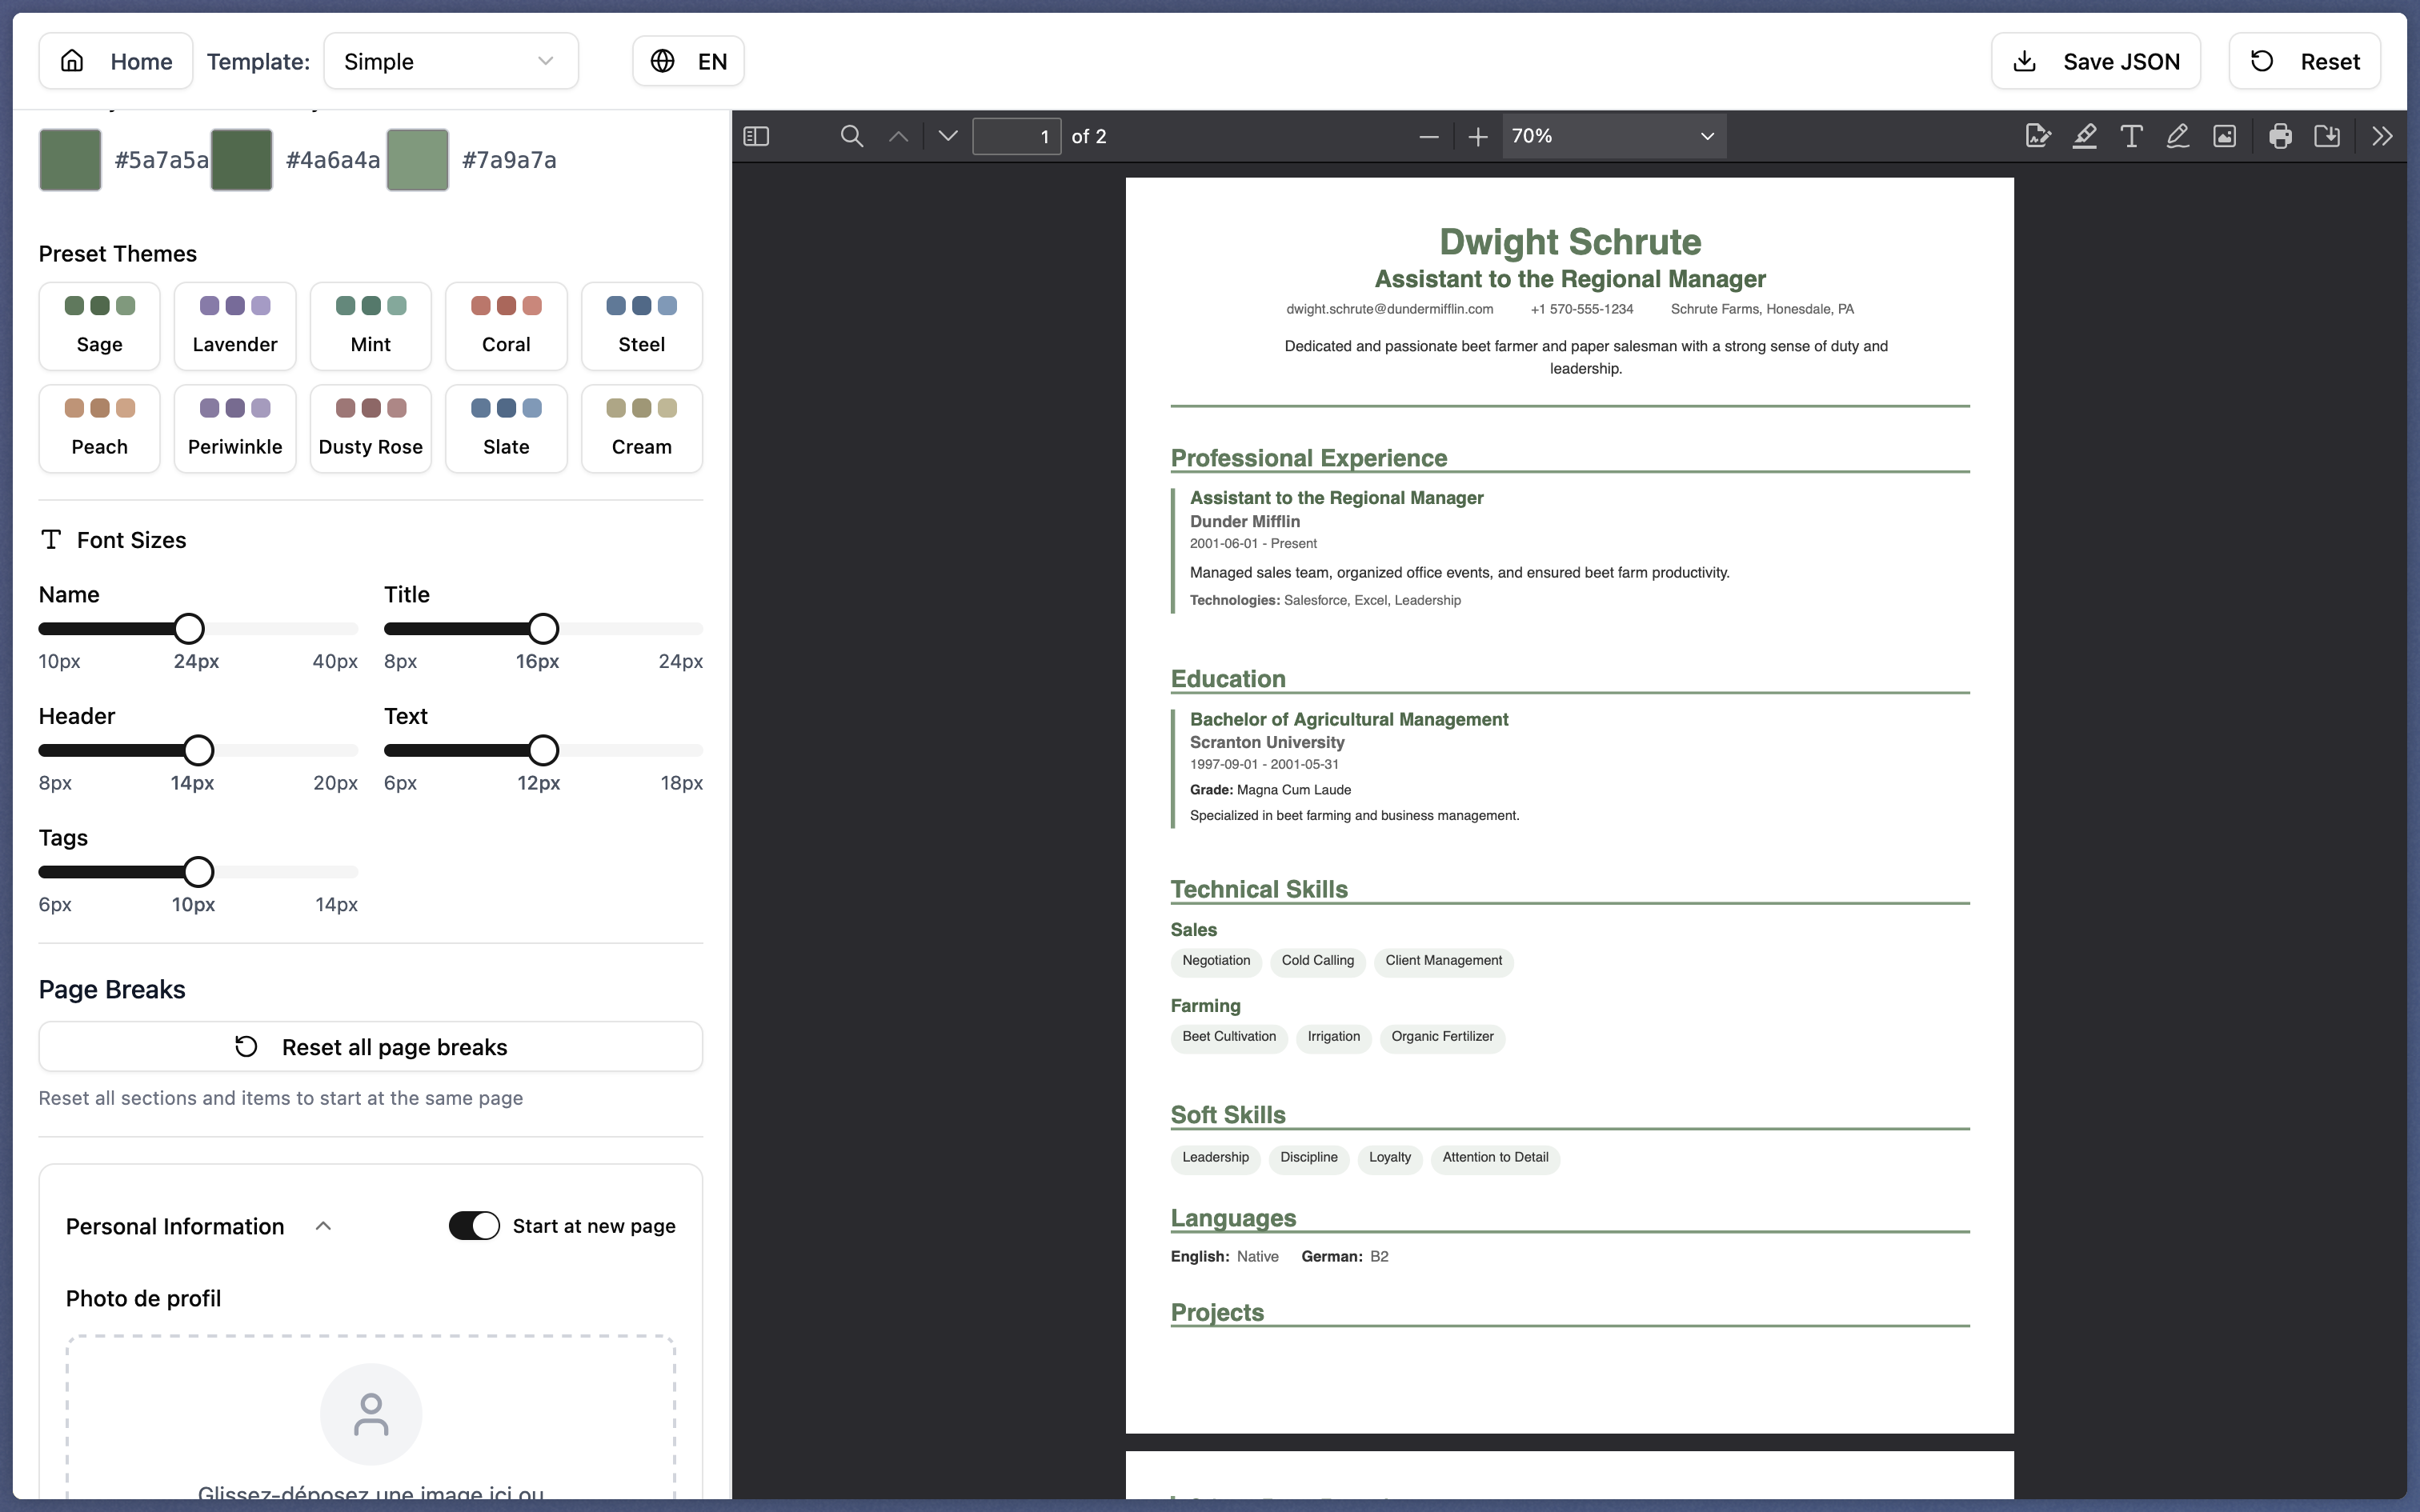 Home
Template:
Simple
EN
Save JSON
Reset
#5a7a5a
#4a6a4a
#7a9a7a
Preset Themes
Sage
Lavender
Mint
Coral
Steel
Peach
Periwinkle
Dusty Rose
Slate
Cream
Font Sizes
Name
10px 24px 40px
Title
8px 16px 24px
Header
8px 14px 20px
Text
6px 12px 18px
Tags
6px 10px 14px
Page Breaks
Reset all page breaks
Reset all sections and items to start at the same page
Personal Information
Start at new page
Photo de profil
Glissez-déposez une image ici ou
1 of 2
70%
Dwight Schrute
Assistant to the Regional Manager
dwight.schrute@dundermifflin.com +1 570-555-1234 Schrute Farms, Honesdale, PA
Dedicated and passionate beet farmer and paper salesman with a strong sense of duty and
leadership.
Professional Experience
Assistant to the Regional Manager
Dunder Mifflin
2001-06-01 - Present
Managed sales team, organized office events, and ensured beet farm productivity.
Technologies: Salesforce, Excel, Leadership
Education
Bachelor of Agricultural Management
Scranton University
1997-09-01 - 2001-05-31
Grade: Magna Cum Laude
Specialized in beet farming and business management.
Technical Skills
Sales
Negotiation Cold Calling Client Management
Farming
Beet Cultivation Irrigation Organic Fertilizer
Soft Skills
Leadership Discipline Loyalty Attention to Detail
Languages
English: Native German: B2
Projects